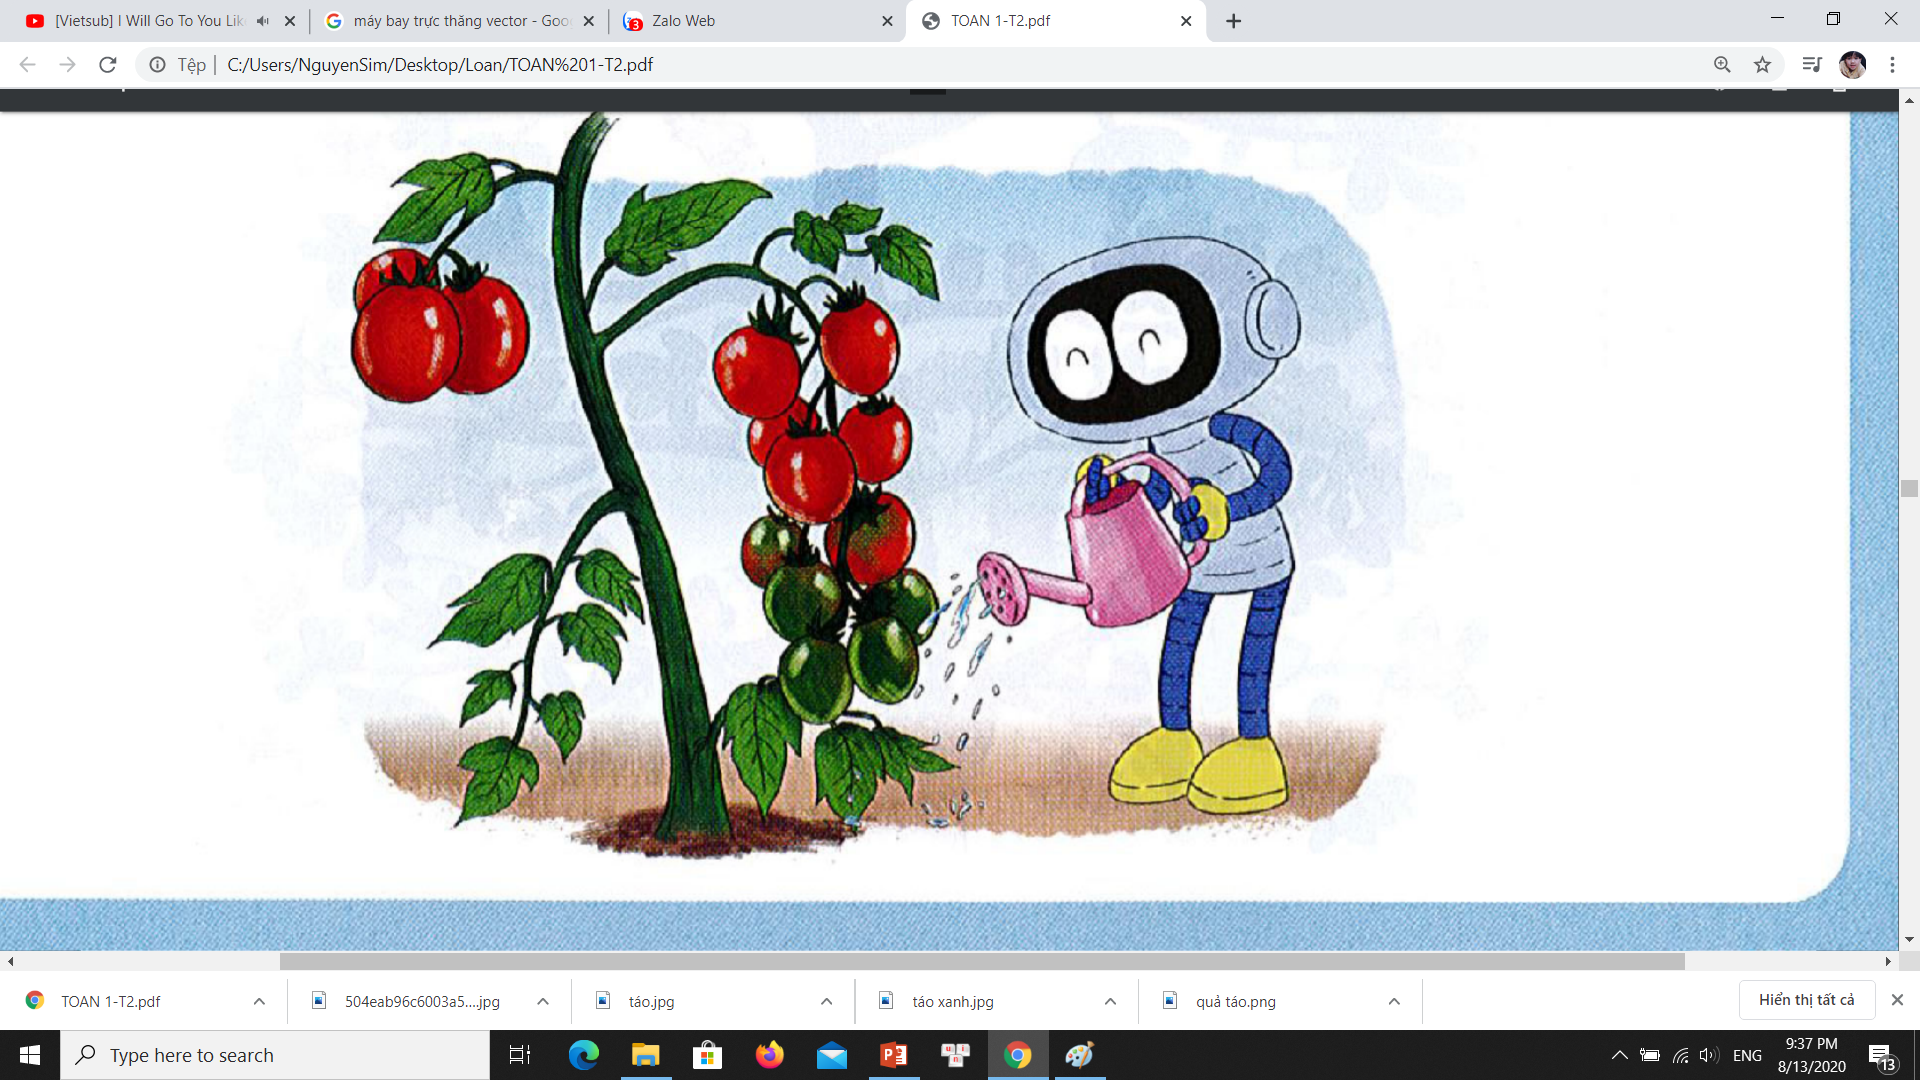 [Vietsub] I Will Go To You Lik
máy bay trực thăng vector - Goo
Zalo Web
TOAN 1-T2.pdf
Tệp
C:/Users/NguyenSim/Desktop/Loan/TOAN%201-T2.pdf
TOAN 1-T2.pdf
504eab96c6003a5....jpg
táo.jpg
táo xanh.jpg
quả táo.png
Hiển thị tất cả
Type here to search
ENG
9:37 PM
8/13/2020
13